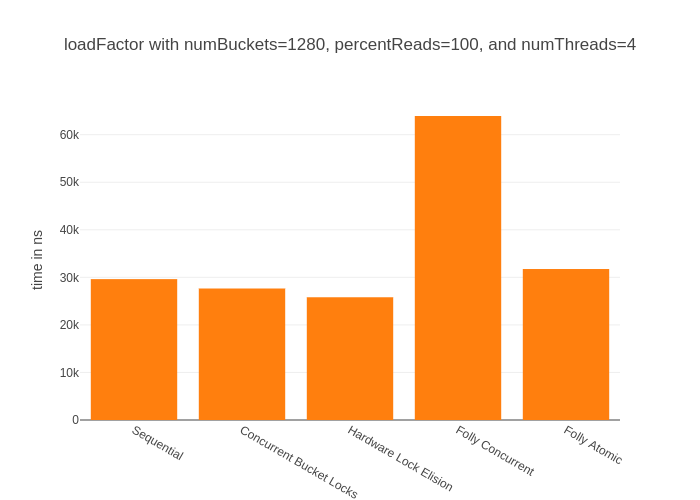 loadFactor with numBuckets=1280, percentReads=100, and numThreads=4
time in ns
60k
50k
40k
30k
20k
10k
0
Sequential
Concurrent Bucket Locks
Hardware Lock Elision
Folly Concurrent
Folly Atomic